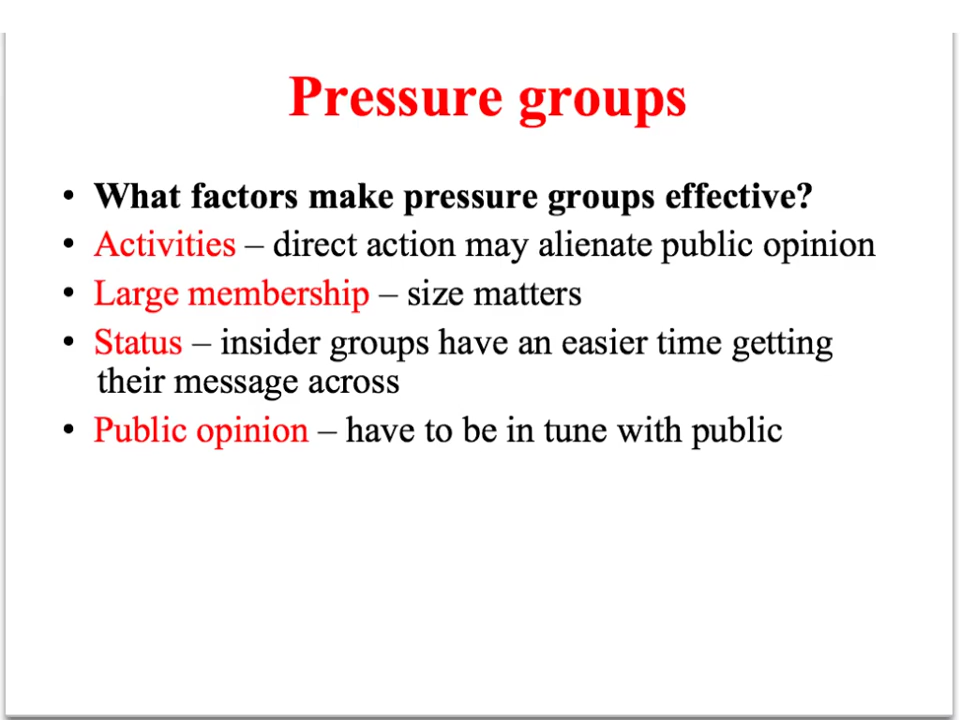 Pressure groups
• What factors make pressure groups effective?
• Activities – direct action may alienate public opinion
• Large membership – size matters
• Status – insider groups have an easier time getting
their message across
• Public opinion – have to be in tune with public